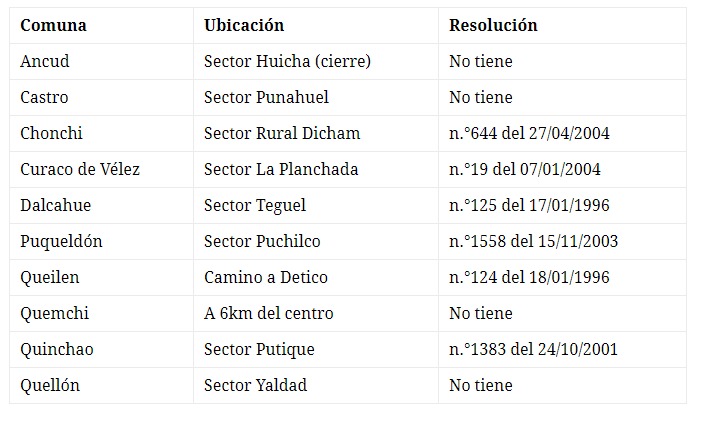 Comuna Ubicación Resolución
Ancud Sector Huicha (cierre) No tiene
Castro Sector Punahuel No tiene
Chonchi Sector Rural Dicham n.°644 del 27/04/2004
Curaco de Vélez Sector La Planchada n.°19 del 07/01/2004
Dalcahue Sector Teguel n.°125 del 17/01/1996
Puqueldón Sector Puchilco n.°1558 del 15/11/2003
Queilen Camino a Detico n.°124 del 18/01/1996
Quemchi A 6km del centro No tiene
Quinchao Sector Putique n.°1383 del 24/10/2001
Quellón Sector Yaldad No tiene